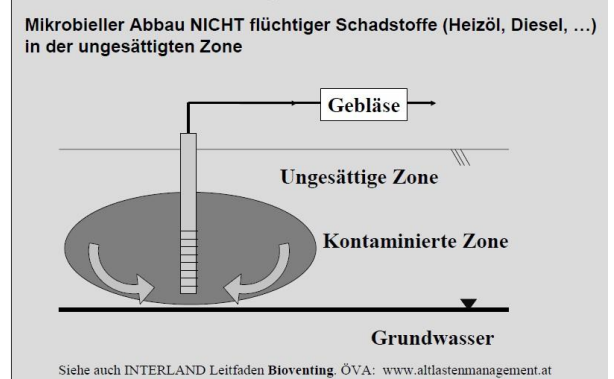 Mikrobieller Abbau NICHT flüchtiger Schadstoffe (Heizöl, Diesel, …)
in der ungesättigten Zone
Gebläse
Ungesättige Zone
Kontaminierte Zone
Grundwasser
Siehe auch INTERLAND Leitfaden Bioventing. ÖVA: www.altlastenmanagement.at